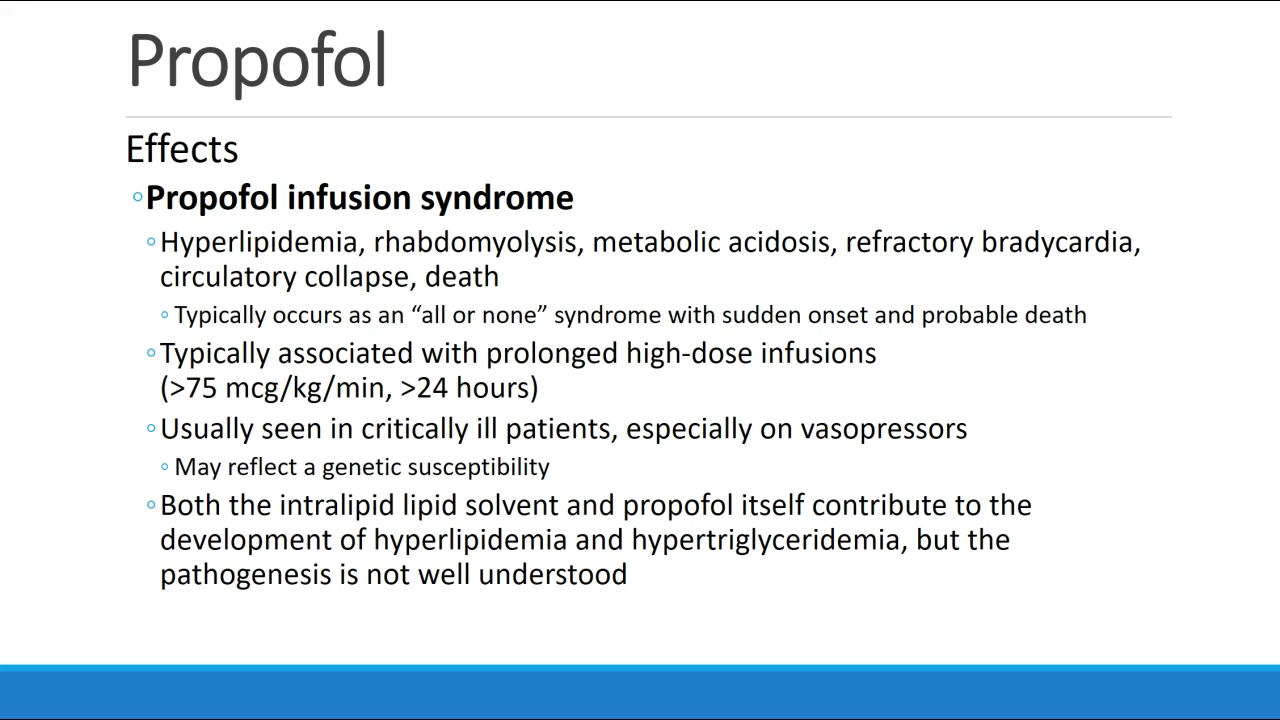 Propofol
Effects
◦Propofol infusion syndrome
◦Hyperlipidemia, rhabdomyolysis, metabolic acidosis, refractory bradycardia,
circulatory collapse, death
◦Typically occurs as an “all or none” syndrome with sudden onset and probable death
◦Typically associated with prolonged high-dose infusions
(>75 mcg/kg/min, >24 hours)
◦Usually seen in critically ill patients, especially on vasopressors
◦May reflect a genetic susceptibility
◦Both the intralipid lipid solvent and propofol itself contribute to the
development of hyperlipidemia and hypertriglyceridemia, but the
pathogenesis is not well understood